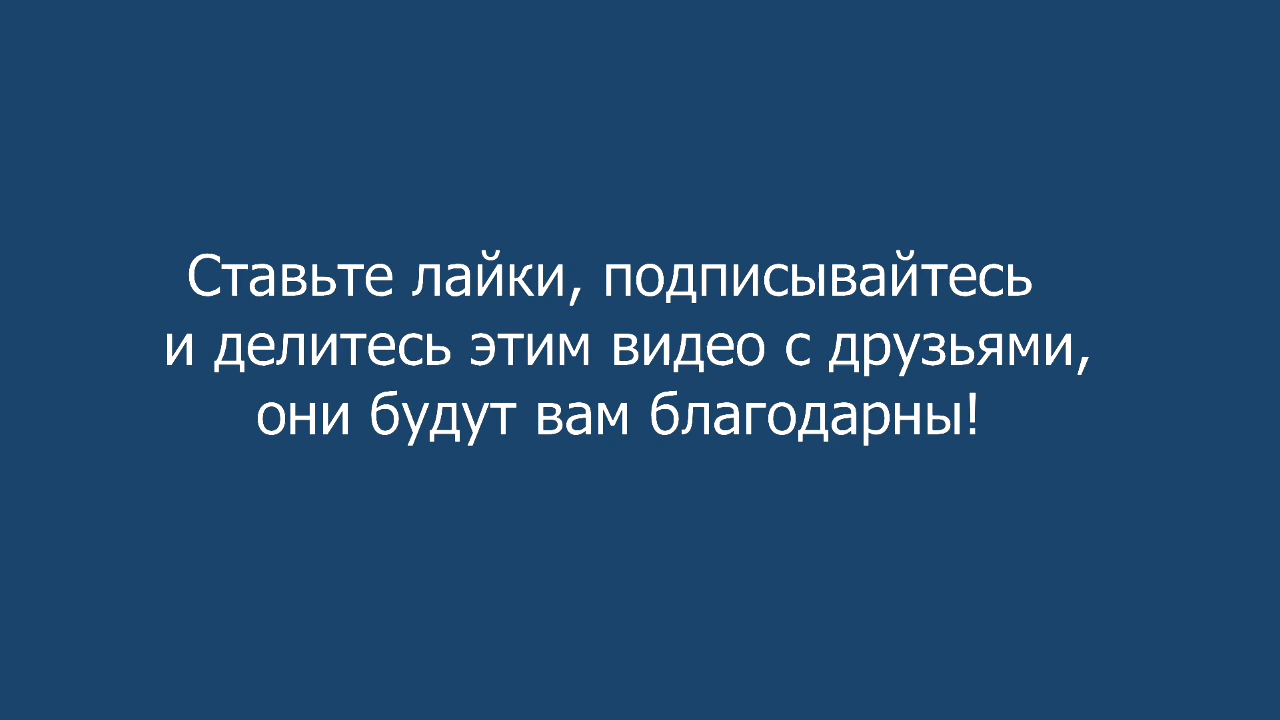 Ставьте лайки, подписывайтесь
и делитесь этим видео с друзьями,
они будут вам благодарны!